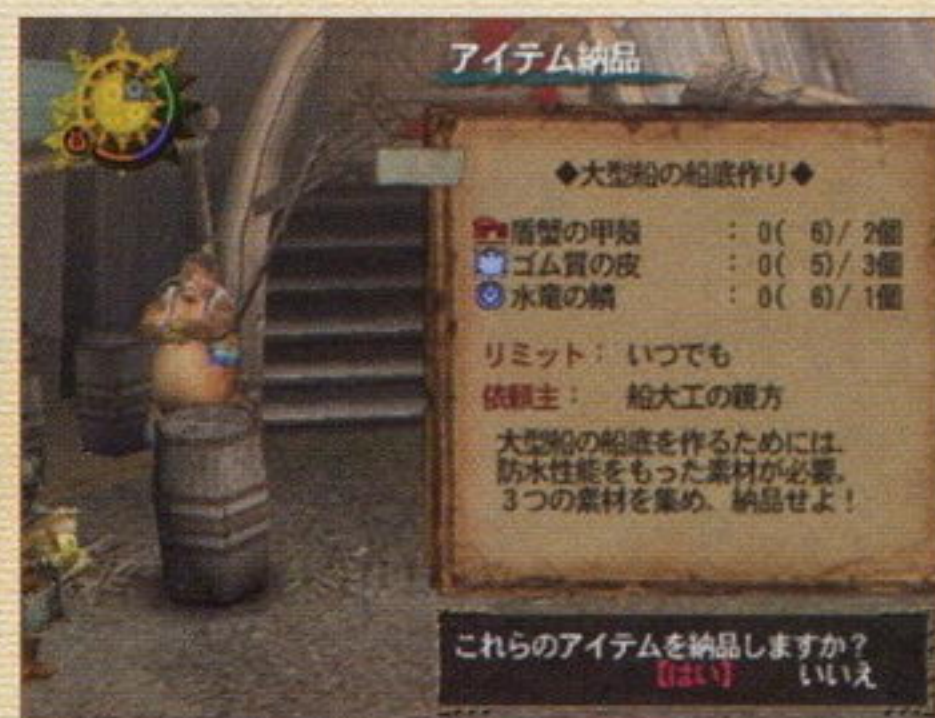 アイテム納品
◆大型船の船底作り◆
盾蟹の甲殻 : 0( 6)/ 2個
ゴム質の皮 : 0( 5)/ 3個
水竜の鱗 : 0( 6)/ 1個
リミット： いつでも
依頼主： 船大工の親方
大型船の船底を作るためには、
防水性能をもった素材が必要。
３つの素材を集め、納品せよ！
これらのアイテムを納品しますか？
【はい】 いいえ